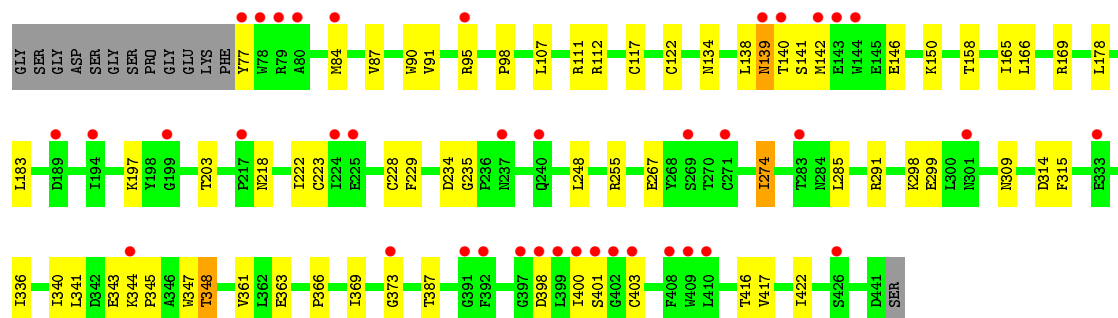 GLY SER GLY ASP SER GLY SER PRO GLY GLU LYS PHE Y77 W78 R79 A80 M84 V87 W90 V91 R95 P98 L107 R111 R112 C117 C122 N134 L138 N139 T140 S141 M142 E143 W144 E145 E146 K150 T158 I165 L166 R169 L178
L183 D189 I194 K197 Y198 G199 T203 P217 N218 I222 C223 I224 E225 C228 F229 D234 G235 P236 N237 Q240 L248 R255 E267 Y268 S269 T270 C271 I274 T283 N284 L285 R291 K298 E299 L300 N301 N309 D314 F315 E333
I336 I340 L341 D342 E343 K344 P345 A346 W347 T348 V361 L362 E363 P366 I369 G373 T387 G391 F392 G397 D398 L399 I400 S401 G402 C403 F408 W409 L410 T416 V417 I422 S426 D441 SER